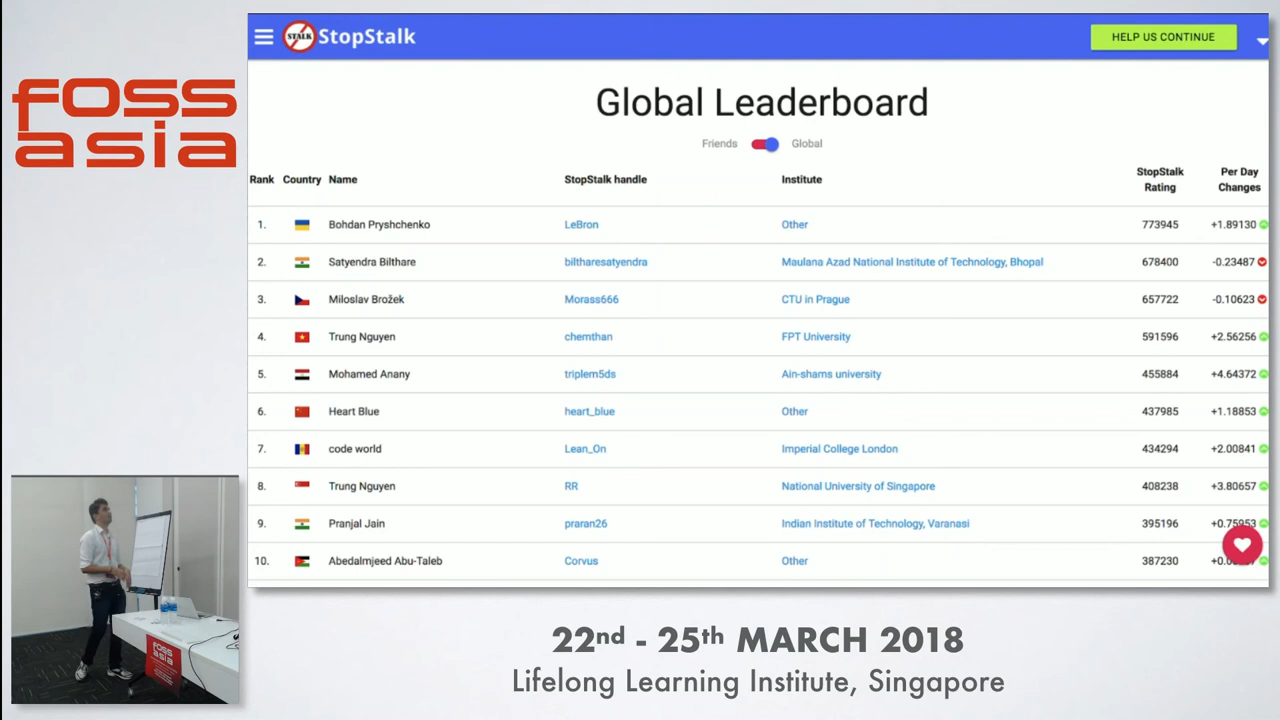 foss
asia
STALK StopStalk
HELP US CONTINUE
Global Leaderboard
Friends Global
Rank Country Name StopStalk handle Institute StopStalk Rating Per Day Changes
1. Bohdan Pryshchenko LeBron Other 773945 +1.89130
2. Satyendra Bilthare biltharesatyendra Maulana Azad National Institute of Technology, Bhopal 678400 -0.23487
3. Miloslav Brožek Morass666 CTU in Prague 657722 -0.10623
4. Trung Nguyen chemthan FPT University 591596 +2.56256
5. Mohamed Anany triplem5ds Ain-shams university 455884 +4.64372
6. Heart Blue heart_blue Other 437985 +1.18853
7. code world Lean_On Imperial College London 434294 +2.00841
8. Trung Nguyen RR National University of Singapore 408238 +3.80657
9. Pranjal Jain praran26 Indian Institute of Technology, Varanasi 395196 +0.75953
10. Abedalmjeed Abu-Taleb Corvus Other 387230
foss
asia
22nd - 25th MARCH 2018
Lifelong Learning Institute, Singapore